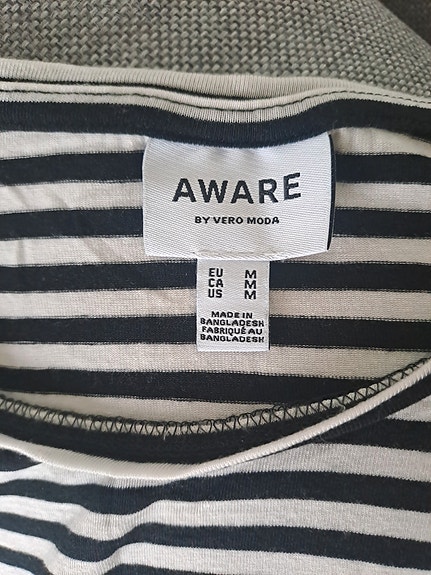 AWARE
BY VERO MODA
EU M
CA M
US M
MADE IN
BANGLADESH
FABRIQUÉ AU
BANGLADESH